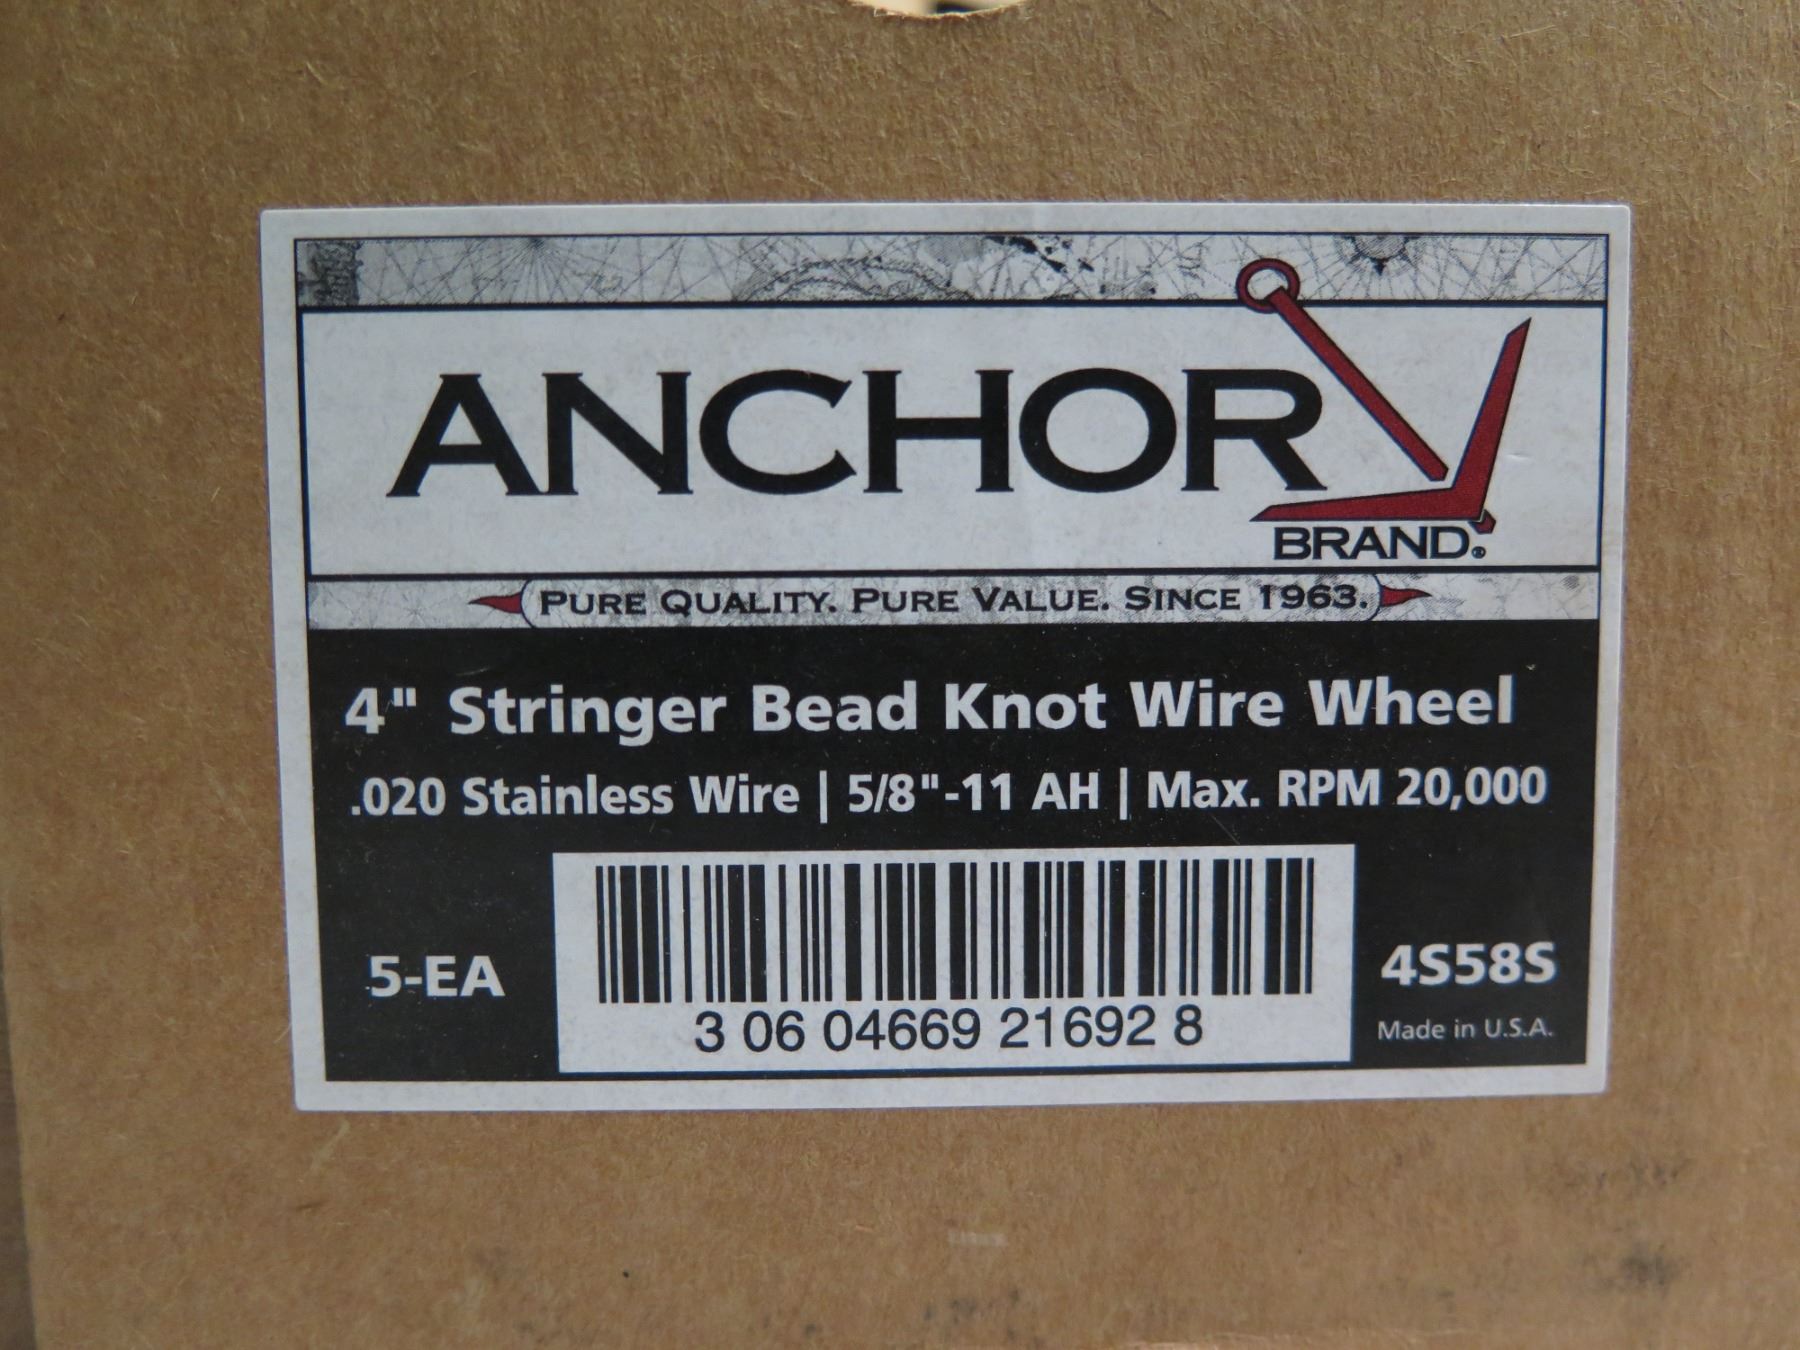 ANCHOR
BRAND®
PURE QUALITY. PURE VALUE. SINCE 1963.
4" Stringer Bead Knot Wire Wheel
.020 Stainless Wire | 5/8"-11 AH | Max. RPM 20,000
5-EA
3 06 04669 21692 8
4S58S
Made in U.S.A.